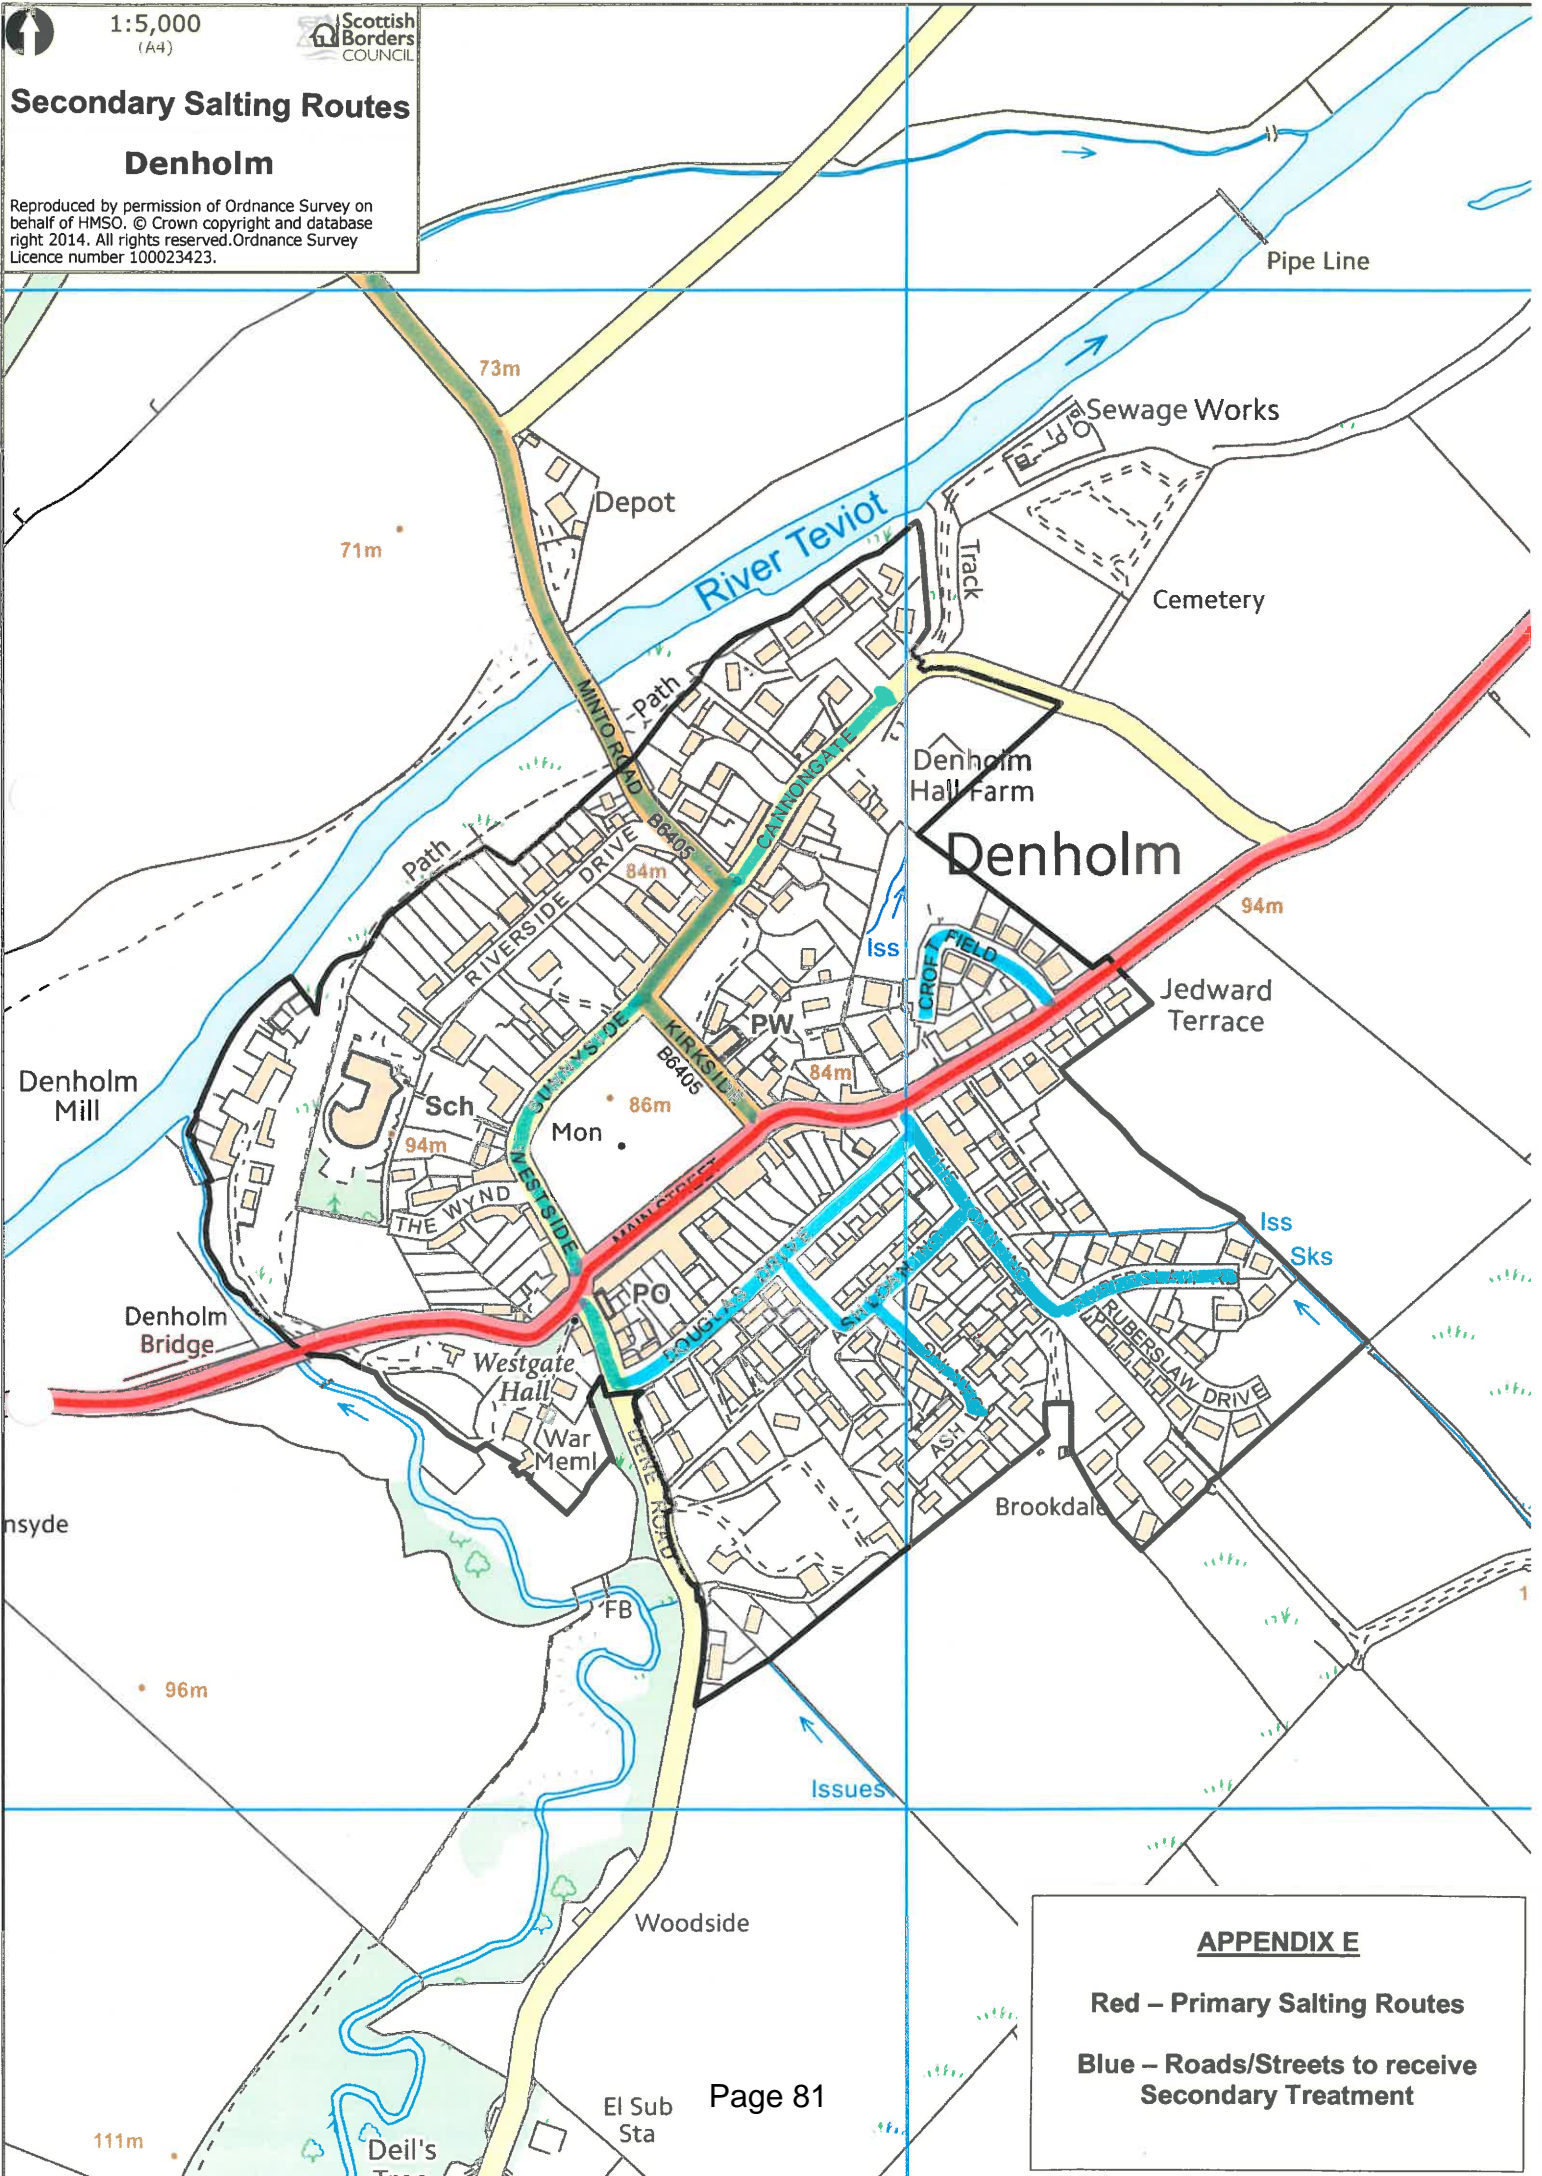 1:5,000
(A4)
Scottish
Borders
COUNCIL
Secondary Salting Routes
Denholm
Reproduced by permission of Ordnance Survey on
behalf of HMSO. © Crown copyright and database
right 2014. All rights reserved.Ordnance Survey
Licence number 100023423.
Pipe Line
73m
Sewage Works
Depot
71m
River Teviot
Track
Cemetery
Path
MINTO ROAD
CANNONGATE
Denholm
Hall Farm
B6405
Denholm
Path
RIVERSIDE DRIVE
84m
94m
Iss
CROFT
FIELD
Jedward
Terrace
PW
SUNNYSIDE
KIRKSIDE
B6405
84m
Denholm
Mill
Sch
86m
Mon
94m
WESTSIDE
THE WYND
MAIN STREET
THE LOANING
Iss
Sks
PO
DOUGLAS DRIVE
ASHLOANING
Denholm
Bridge
Westgate
Hall
RUBERSLAW DRIVE
War
Meml
DENE ROAD
ASH
Brookdale
nsyde
FB
1
96m
Issues
Woodside
APPENDIX E
Red – Primary Salting Routes
Blue – Roads/Streets to receive
Secondary Treatment
El Sub
Sta
Page 81
111m
Deil's